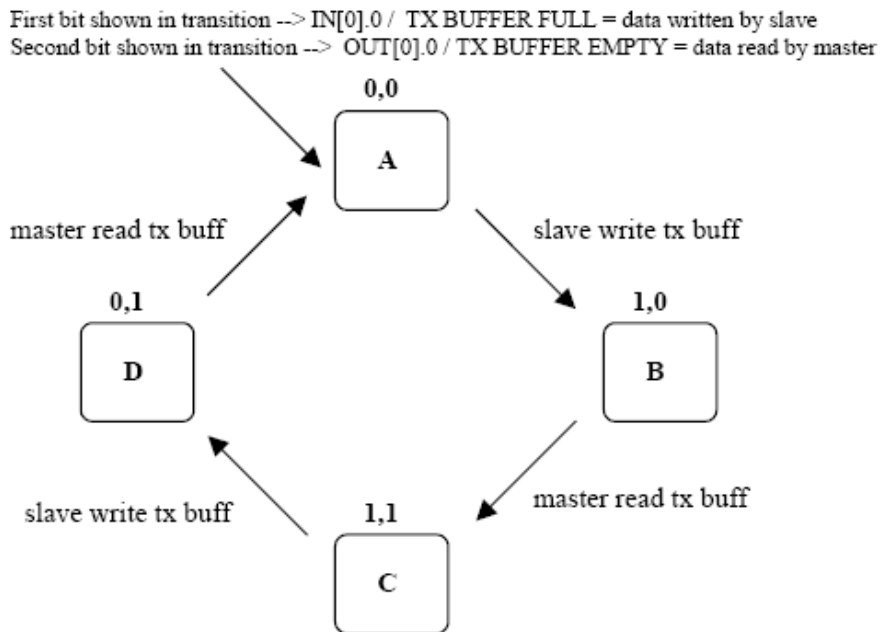 First bit shown in transition --> IN[0].0 / TX BUFFER FULL = data written by slave
Second bit shown in transition --> OUT[0].0 / TX BUFFER EMPTY = data read by master
0,0
A
master read tx buff
slave write tx buff
0,1
1,0
D
B
slave write tx buff
1,1
master read tx buff
C